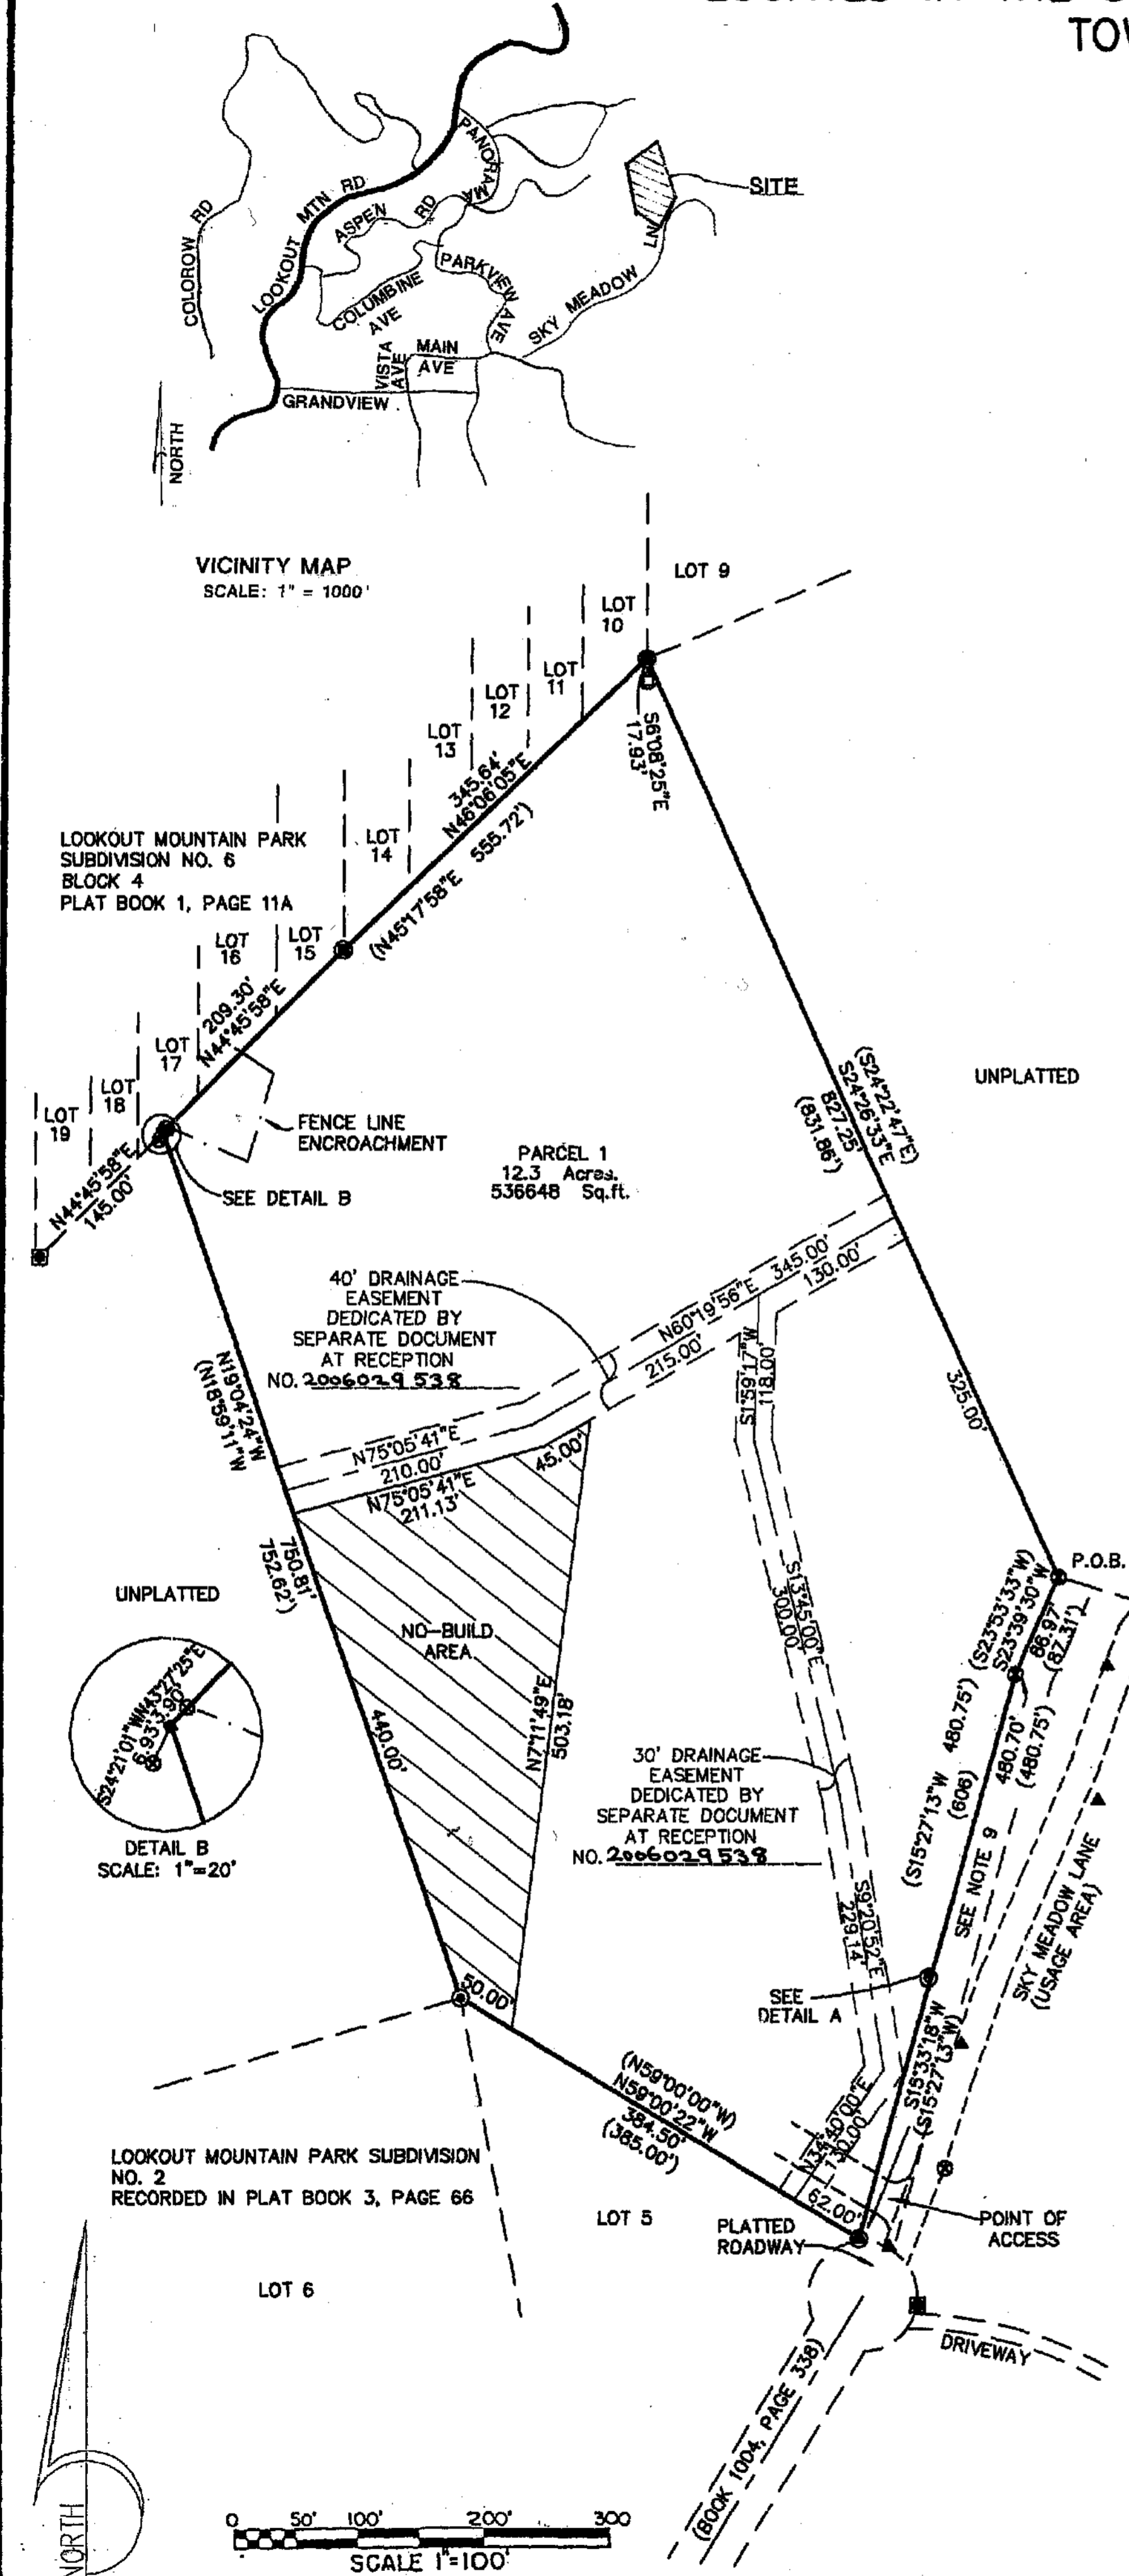 TOW
COLOROW RD
LOOKOUT MTN RD
ASPEN RD
PANORAMA
COLUMBINE AVE
PARKVIEW AVE
VISTA AVE
MAIN AVE
GRANDVIEW
SKY MEADOW LN
SITE
NORTH
VICINITY MAP
SCALE: 1" = 1000'
LOT 9
LOT 10
LOT 11
LOT 12
LOT 13
LOT 14
LOT 15
LOT 16
LOT 17
LOT 18
LOT 19
S6°08'25"E
17.93'
345.64'
N46°06'05"E
(N45°17'58"E 555.72')
LOOKOUT MOUNTAIN PARK
SUBDIVISION NO. 6
BLOCK 4
PLAT BOOK 1, PAGE 11A
209.30'
N44°45'58"E
FENCE LINE
ENCROACHMENT
SEE DETAIL B
N44°45'58"E
145.00'
UNPLATTED
(S24°22'47"E)
S24°26'33"E
827.25'
(831.86')
PARCEL 1
12.3 Acres.
536648 Sq.ft.
40' DRAINAGE
EASEMENT
DEDICATED BY
SEPARATE DOCUMENT
AT RECEPTION
NO. 2006029538
N60°19'56"E 345.00'
130.00'
215.00'
S1°59'17"W
118.00'
325.00'
N19°04'24"W
(N18°59'11"W
N75°05'41"E
210.00'
N75°05'41"E
211.13'
45.00'
750.81'
752.62')
UNPLATTED
NO-BUILD
AREA
N7°11'49"E
503.18'
440.00'
50.00'
S13°45'00"E
300.00'
P.O.B.
(S23°53'33"W)
S23°39'30"W
86.97'
(87.31')
(S15°27'13"W 480.75')
(606)
480.70'
(480.75')
SEE NOTE 9
SKY MEADOW LANE
(USAGE AREA)
S24°21'01"W
6.93'
N43°27'25"E
3.90'
DETAIL B
SCALE: 1"=20'
30' DRAINAGE
EASEMENT
DEDICATED BY
SEPARATE DOCUMENT
AT RECEPTION
NO. 2006029538
S9°20'52"E
229.14'
SEE
DETAIL A
S15°33'18"W
(S15°27'13"W)
(N59°00'00"W)
N59°00'22"W
384.50'
(385.00')
N34°40'00"E
130.00'
62.00'
LOOKOUT MOUNTAIN PARK SUBDIVISION
NO. 2
RECORDED IN PLAT BOOK 3, PAGE 66
LOT 5
LOT 6
PLATTED
ROADWAY
POINT OF
ACCESS
DRIVEWAY
(BOOK 1004, PAGE 338)
NORTH
0 50' 100' 200' 300
SCALE 1"=100'